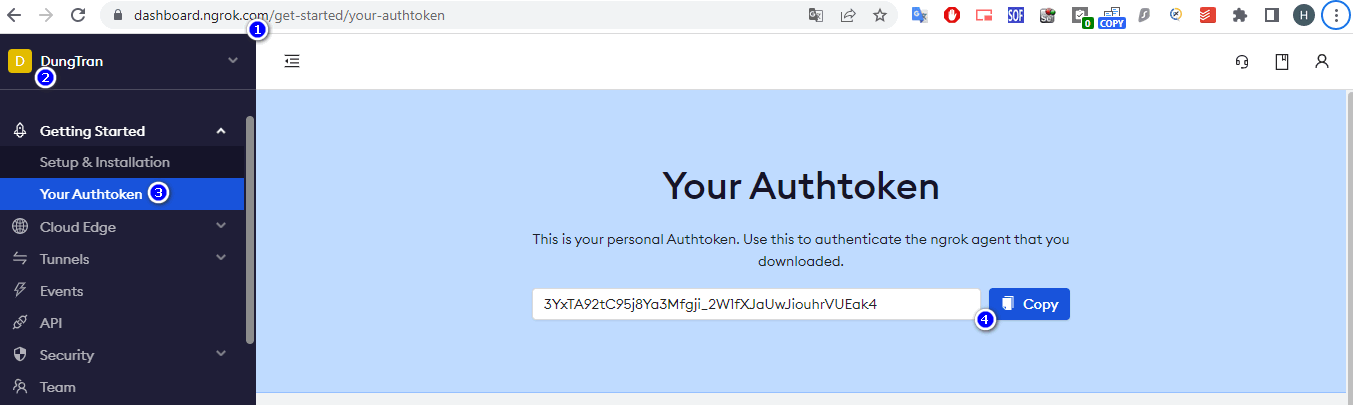 dashboard.ngrok.com/get-started/your-authtoken
1
SOF
0
COPY
H
D DungTran
2
Getting Started
Setup & Installation
Your Authtoken 3
Cloud Edge
Tunnels
Events
API
Security
Team
Your Authtoken
This is your personal Authtoken. Use this to authenticate the ngrok agent that you
downloaded.
3YxTA92tC95j8Ya3Mfgji_2W1fXJaUwJiouhrVUEak4
4
Copy